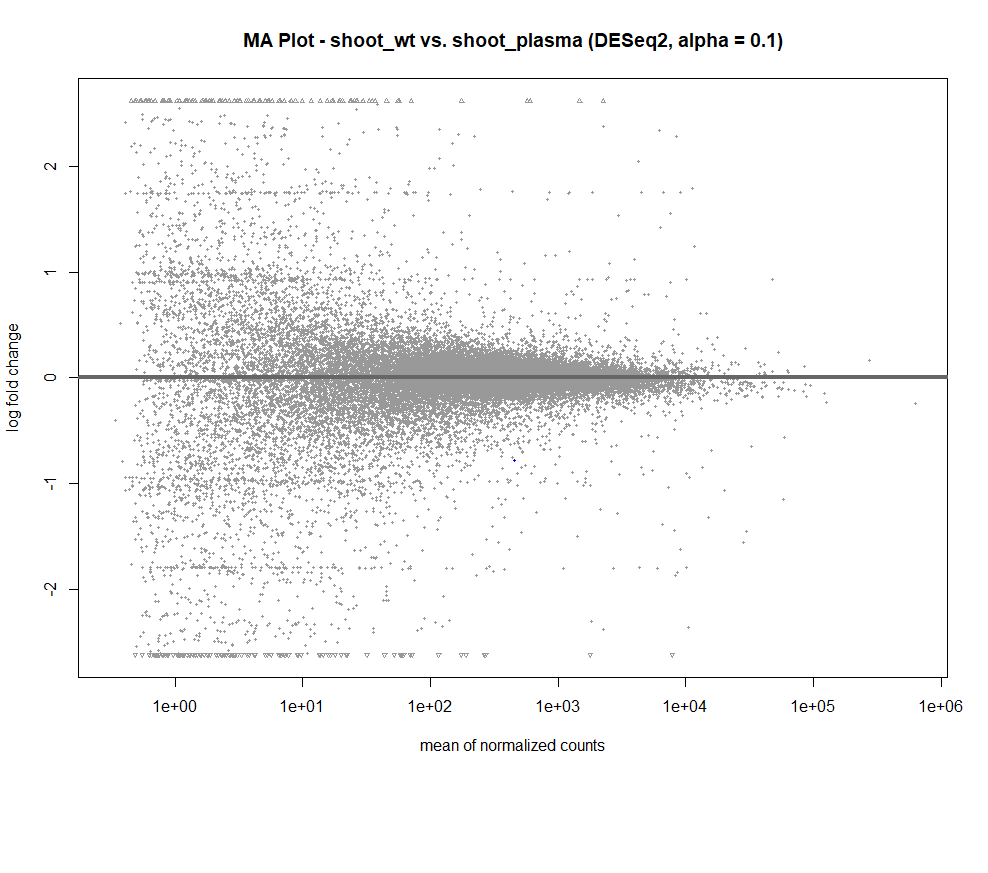 MA Plot - shoot_wt vs. shoot_plasma (DESeq2, alpha = 0.1)
2
1
0
-1
-2
log fold change
1e+00 1e+01 1e+02 1e+03 1e+04 1e+05 1e+06
mean of normalized counts